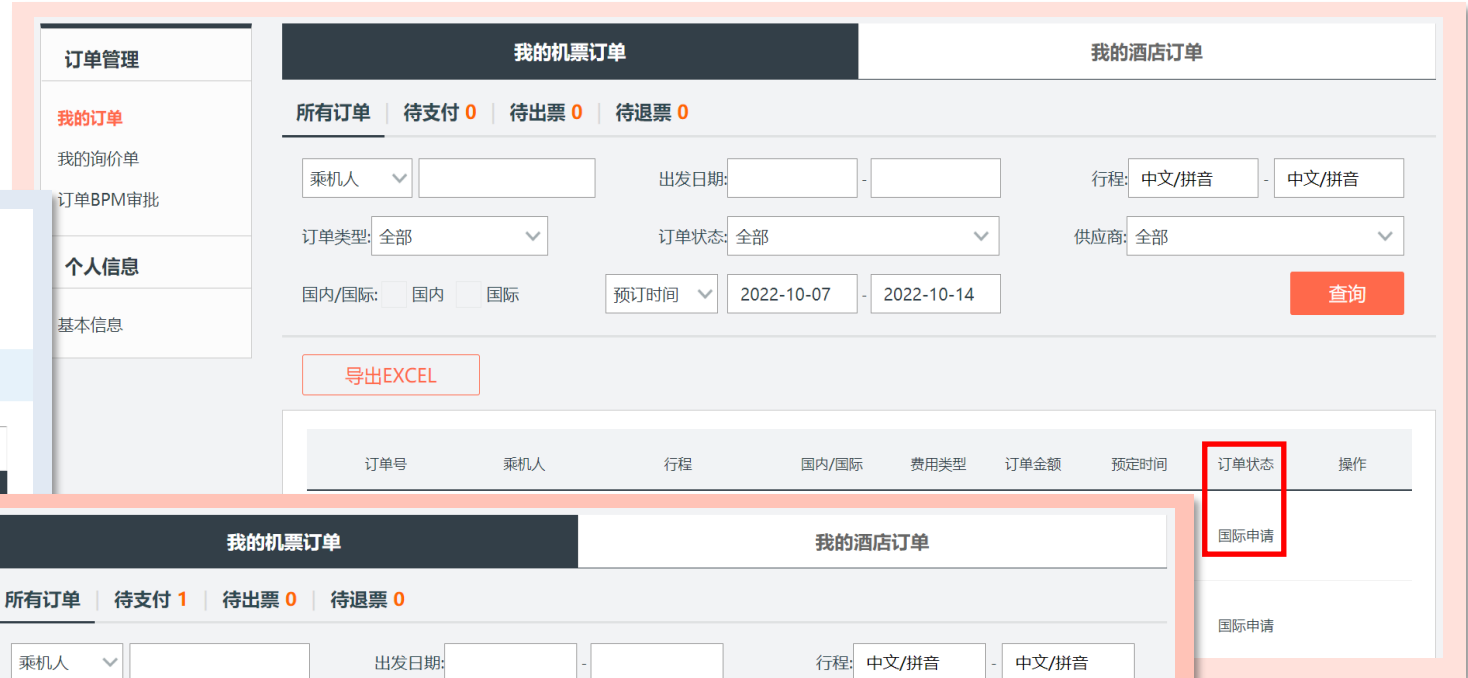 订单管理
我的订单
我的询价单
订单BPM审批
个人信息
基本信息
我的机票订单 我的酒店订单
所有订单 待支付 0 待出票 0 待退票 0
乘机人 出发日期: - 行程: 中文/拼音 - 中文/拼音
订单类型: 全部 订单状态: 全部 供应商: 全部
国内/国际: 国内 国际 预订时间 2022-10-07 - 2022-10-14 查询
导出EXCEL
订单号 乘机人 行程 国内/国际 费用类型 订单金额 预定时间 订单状态 操作
国际申请
国际申请
我的机票订单 我的酒店订单
所有订单 待支付 1 待出票 0 待退票 0
乘机人 出发日期: - 行程: 中文/拼音 - 中文/拼音